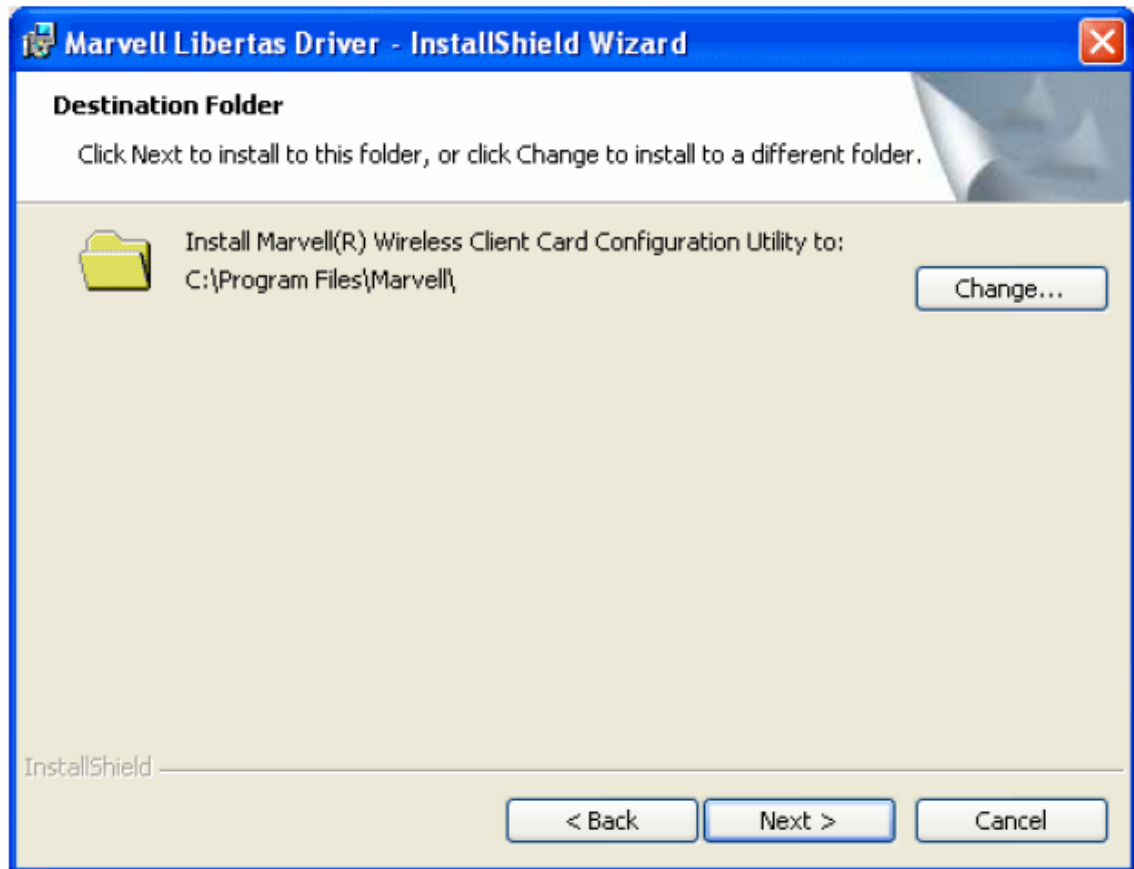 Marvell Libertas Driver - InstallShield Wizard
Destination Folder
Click Next to install to this folder, or click Change to install to a different folder.
Install Marvell(R) Wireless Client Card Configuration Utility to:
C:\Program Files\Marvell\
Change...
InstallShield
< Back
Next >
Cancel